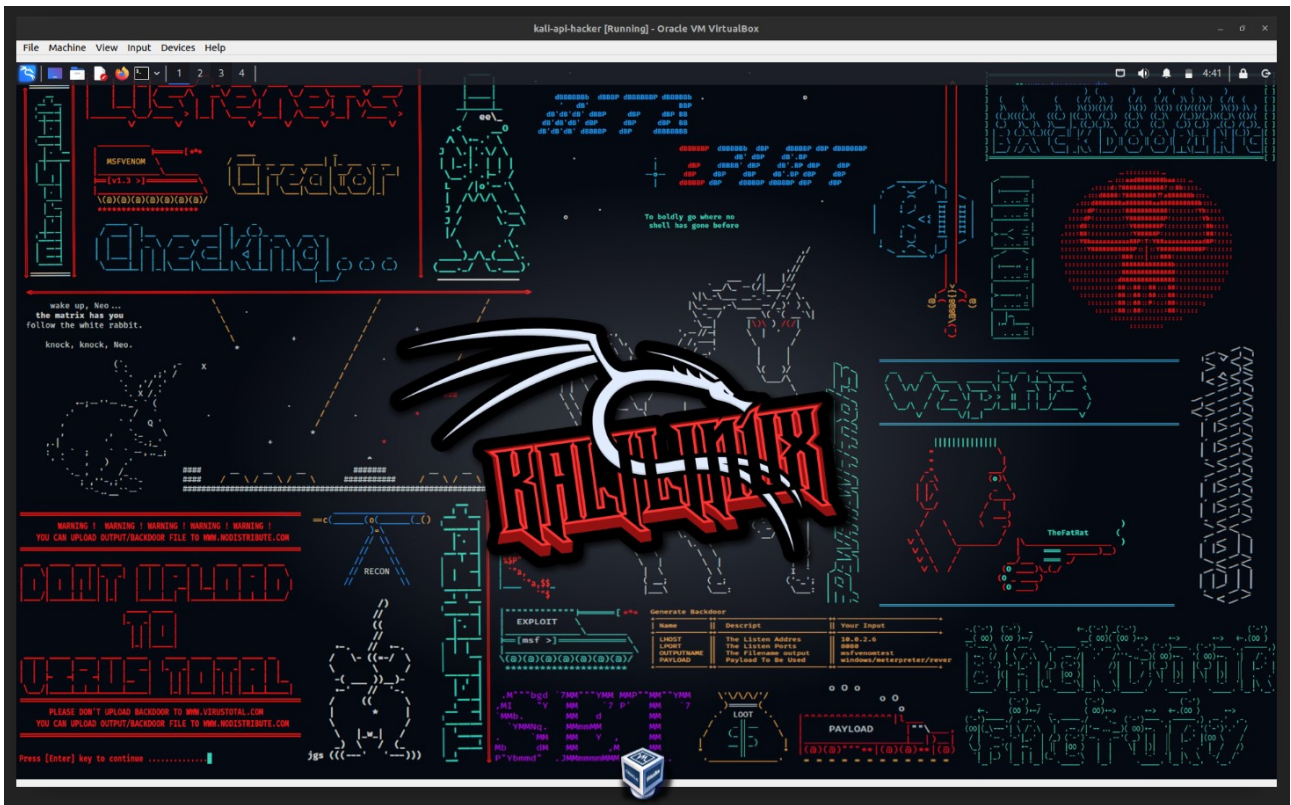 kali-api-hacker [Running] - Oracle VM VirtualBox
File Machine View Input Devices Help
1 2 3 4
4:41
Listeners
MSFVENOM
[v1.3 >]
Creator
Checking...
To boldly go where no
shell has gone before
BACKDOORING
wake up, Neo...
the matrix has you
follow the white rabbit.
knock, knock, Neo.
Wapiti3
KALI LINUX
WARNING ! WARNING ! WARNING ! WARNING ! WARNING !
YOU CAN UPLOAD OUTPUT/BACKDOOR FILE TO WWW.NODISTRIBUTE.COM
DONT UPLOAD
TO
VIRUS TOTAL
PLEASE DON'T UPLOAD BACKDOOR TO WWW.VIRUSTOTAL.COM
YOU CAN UPLOAD OUTPUT/BACKDOOR FILE TO WWW.NODISTRIBUTE.COM
Press [Enter] key to continue .............
RECON
jgs
TheFatRat
EXPLOIT
[msf >]
Generate Backdoor
Name || Descript || Your Input
LHOST || The Listen Addres || 10.0.2.6
LPORT || The Listen Ports || 8080
OUTPUTNAME || The Filename output || msfvenomtest
PAYLOAD || Payload To Be Used || windows/meterpreter/rever
SET
LOOT
PAYLOAD
BACKDOOR
FACTORY